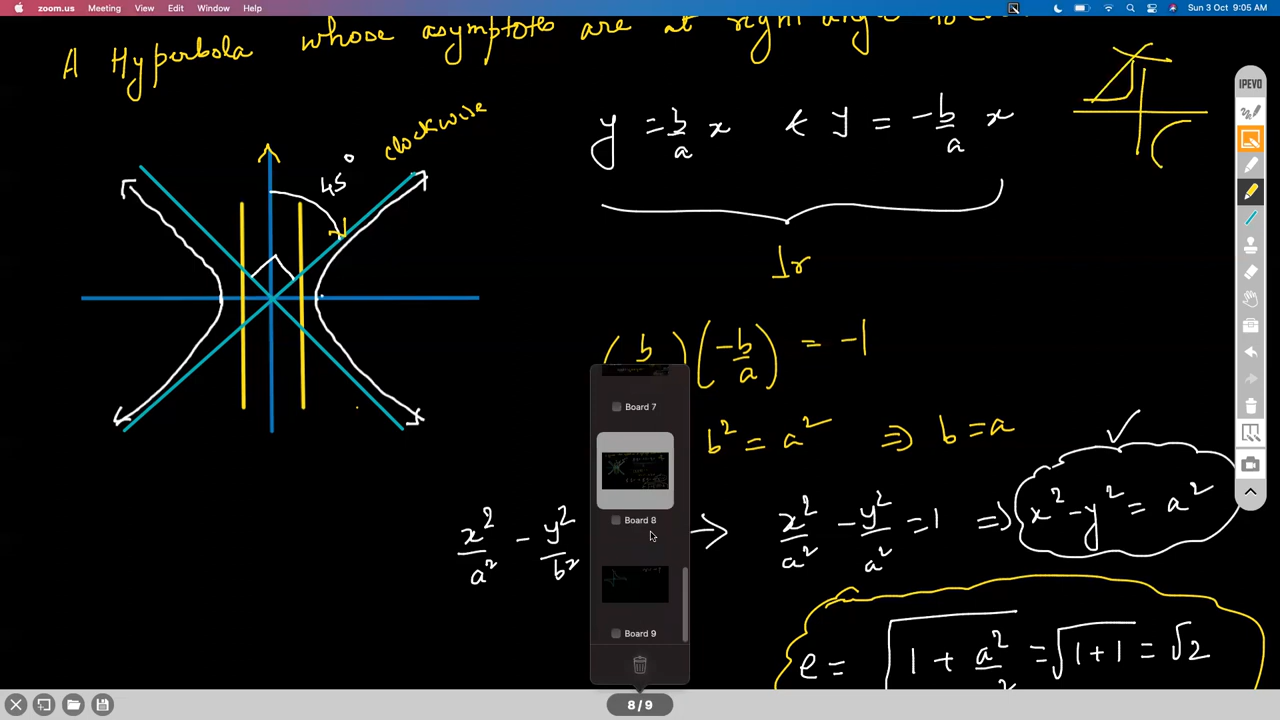 zoom.us Meeting View Edit Window Help Sun 3 Oct 9:05 AM
A Hyperbola whose asymptotes are at right angle to
IPEVO
clockwise
45°
y = b/a x & y = -b/a x
⊥r
(b )(-b/a) = -1
Board 7
b² = a² ⇒ b = a
x²/a² - y²/b² → x²/a² - y²/a² = 1 ⇒ x² - y² = a²
Board 8
Board 9
e = √1 + a² = √1+1 = √2
8 / 9